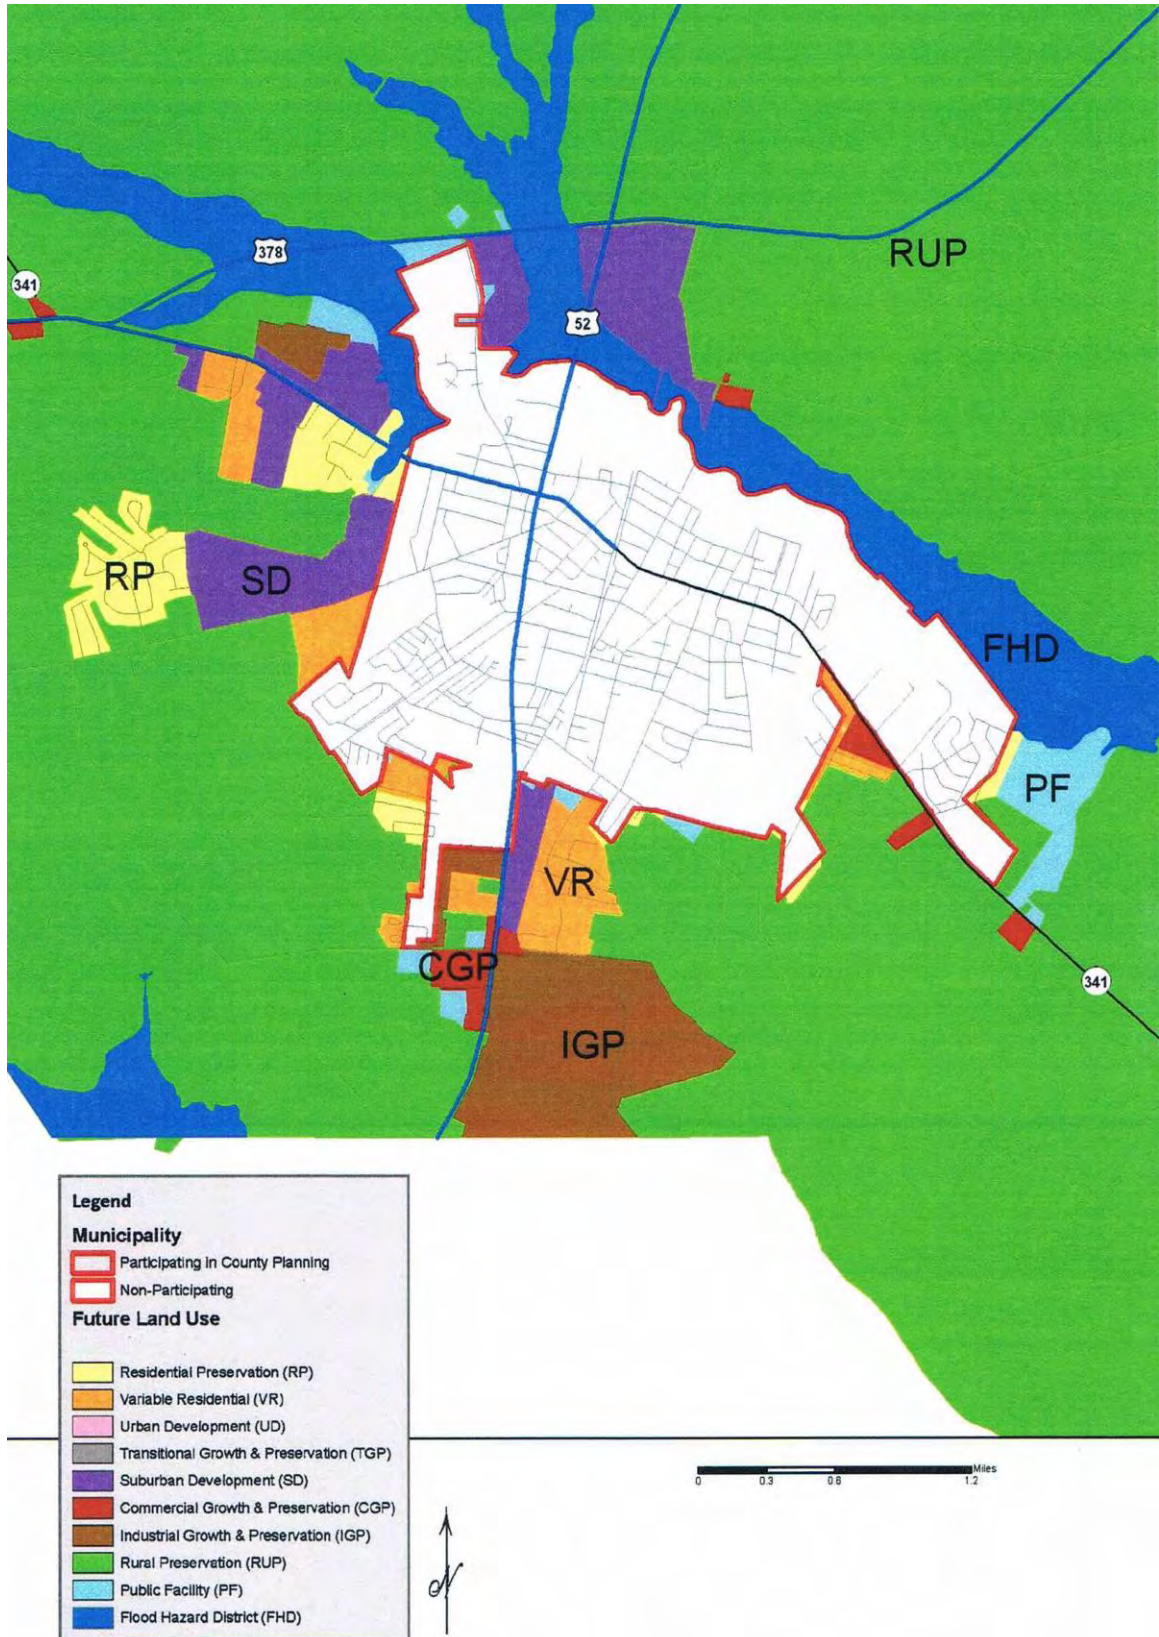 RUP
378
341
52
RP
SD
FHD
PF
VR
CGP
341
IGP
Legend
Municipality
Participating in County Planning
Non-Participating
Future Land Use
Residential Preservation (RP)
Variable Residential (VR)
Urban Development (UD)
Transitional Growth & Preservation (TGP)
Suburban Development (SD)
Commercial Growth & Preservation (CGP)
Industrial Growth & Preservation (IGP)
Rural Preservation (RUP)
Public Facility (PF)
Flood Hazard District (FHD)
Miles
0 0.3 0.6 1.2
N